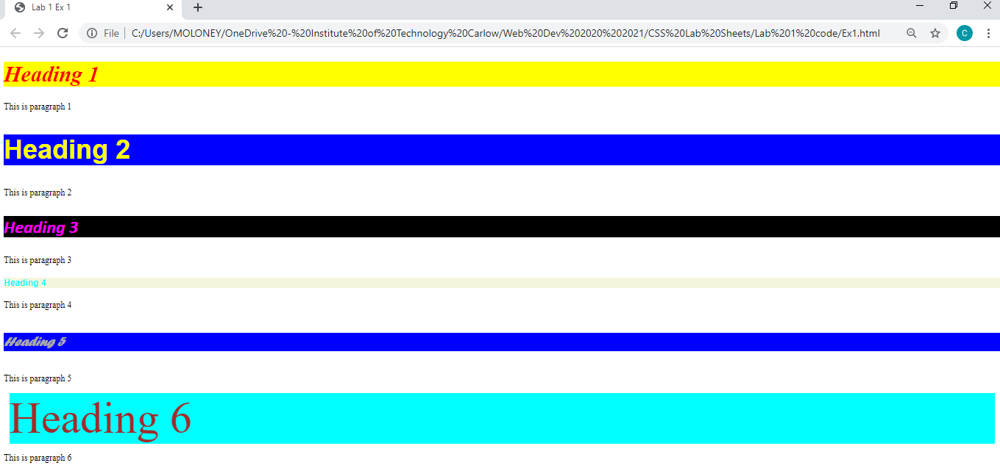 Lab 1 Ex 1
File | C:/Users/MOLONEY/OneDrive%20-%20Institute%20of%20Technology%20Carlow/Web%20Dev%202020%202021/CSS%20Lab%20Sheets/Lab%201%20code/Ex1.html C
Heading 1
This is paragraph 1
Heading 2
This is paragraph 2
Heading 3
This is paragraph 3
Heading 4
This is paragraph 4
Heading 5
This is paragraph 5
Heading 6
This is paragraph 6